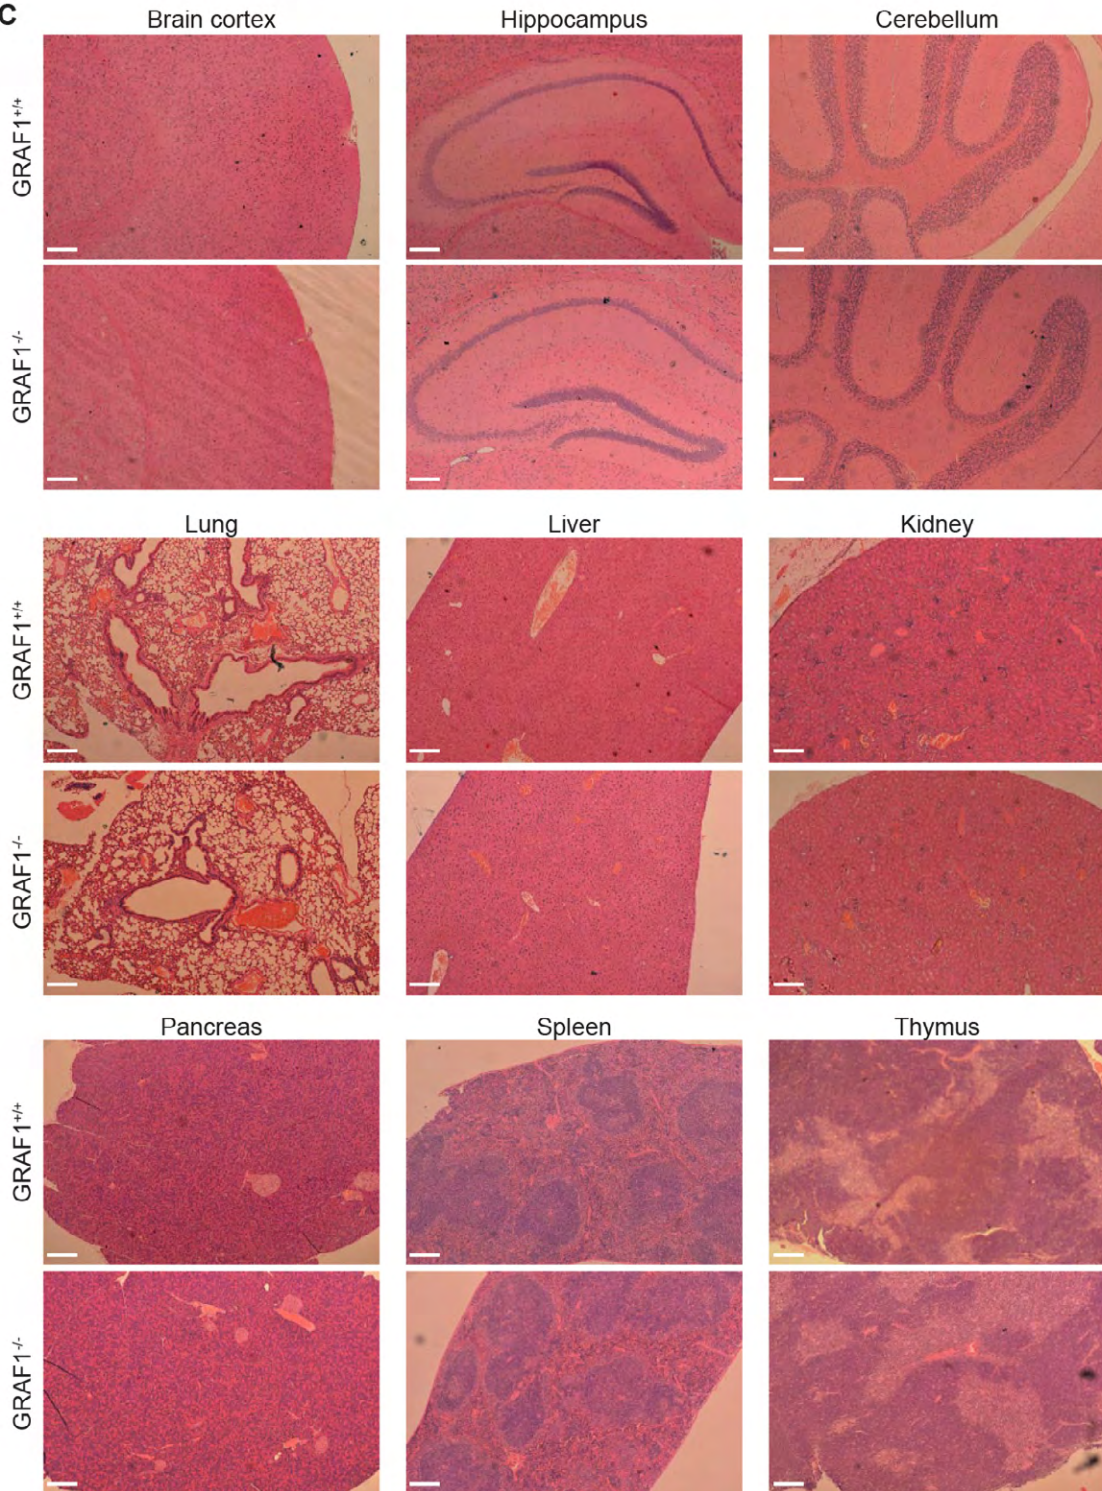 C
Brain cortex Hippocampus Cerebellum
GRAF1+/+
GRAF1-/-
Lung Liver Kidney
GRAF1+/+
GRAF1-/-
Pancreas Spleen Thymus
GRAF1+/+
GRAF1-/-